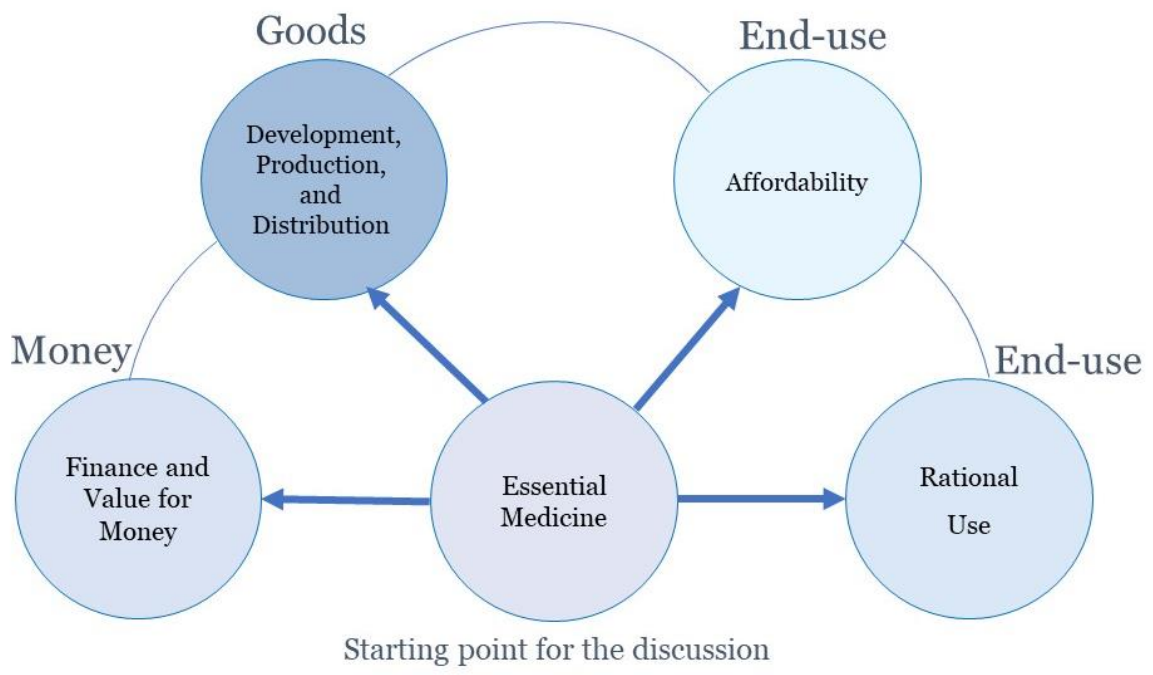 Goods
End-use
Development,
Production,
and
Distribution
Affordability
Money
End-use
Finance and
Value for
Money
Essential
Medicine
Rational
Use
Starting point for the discussion